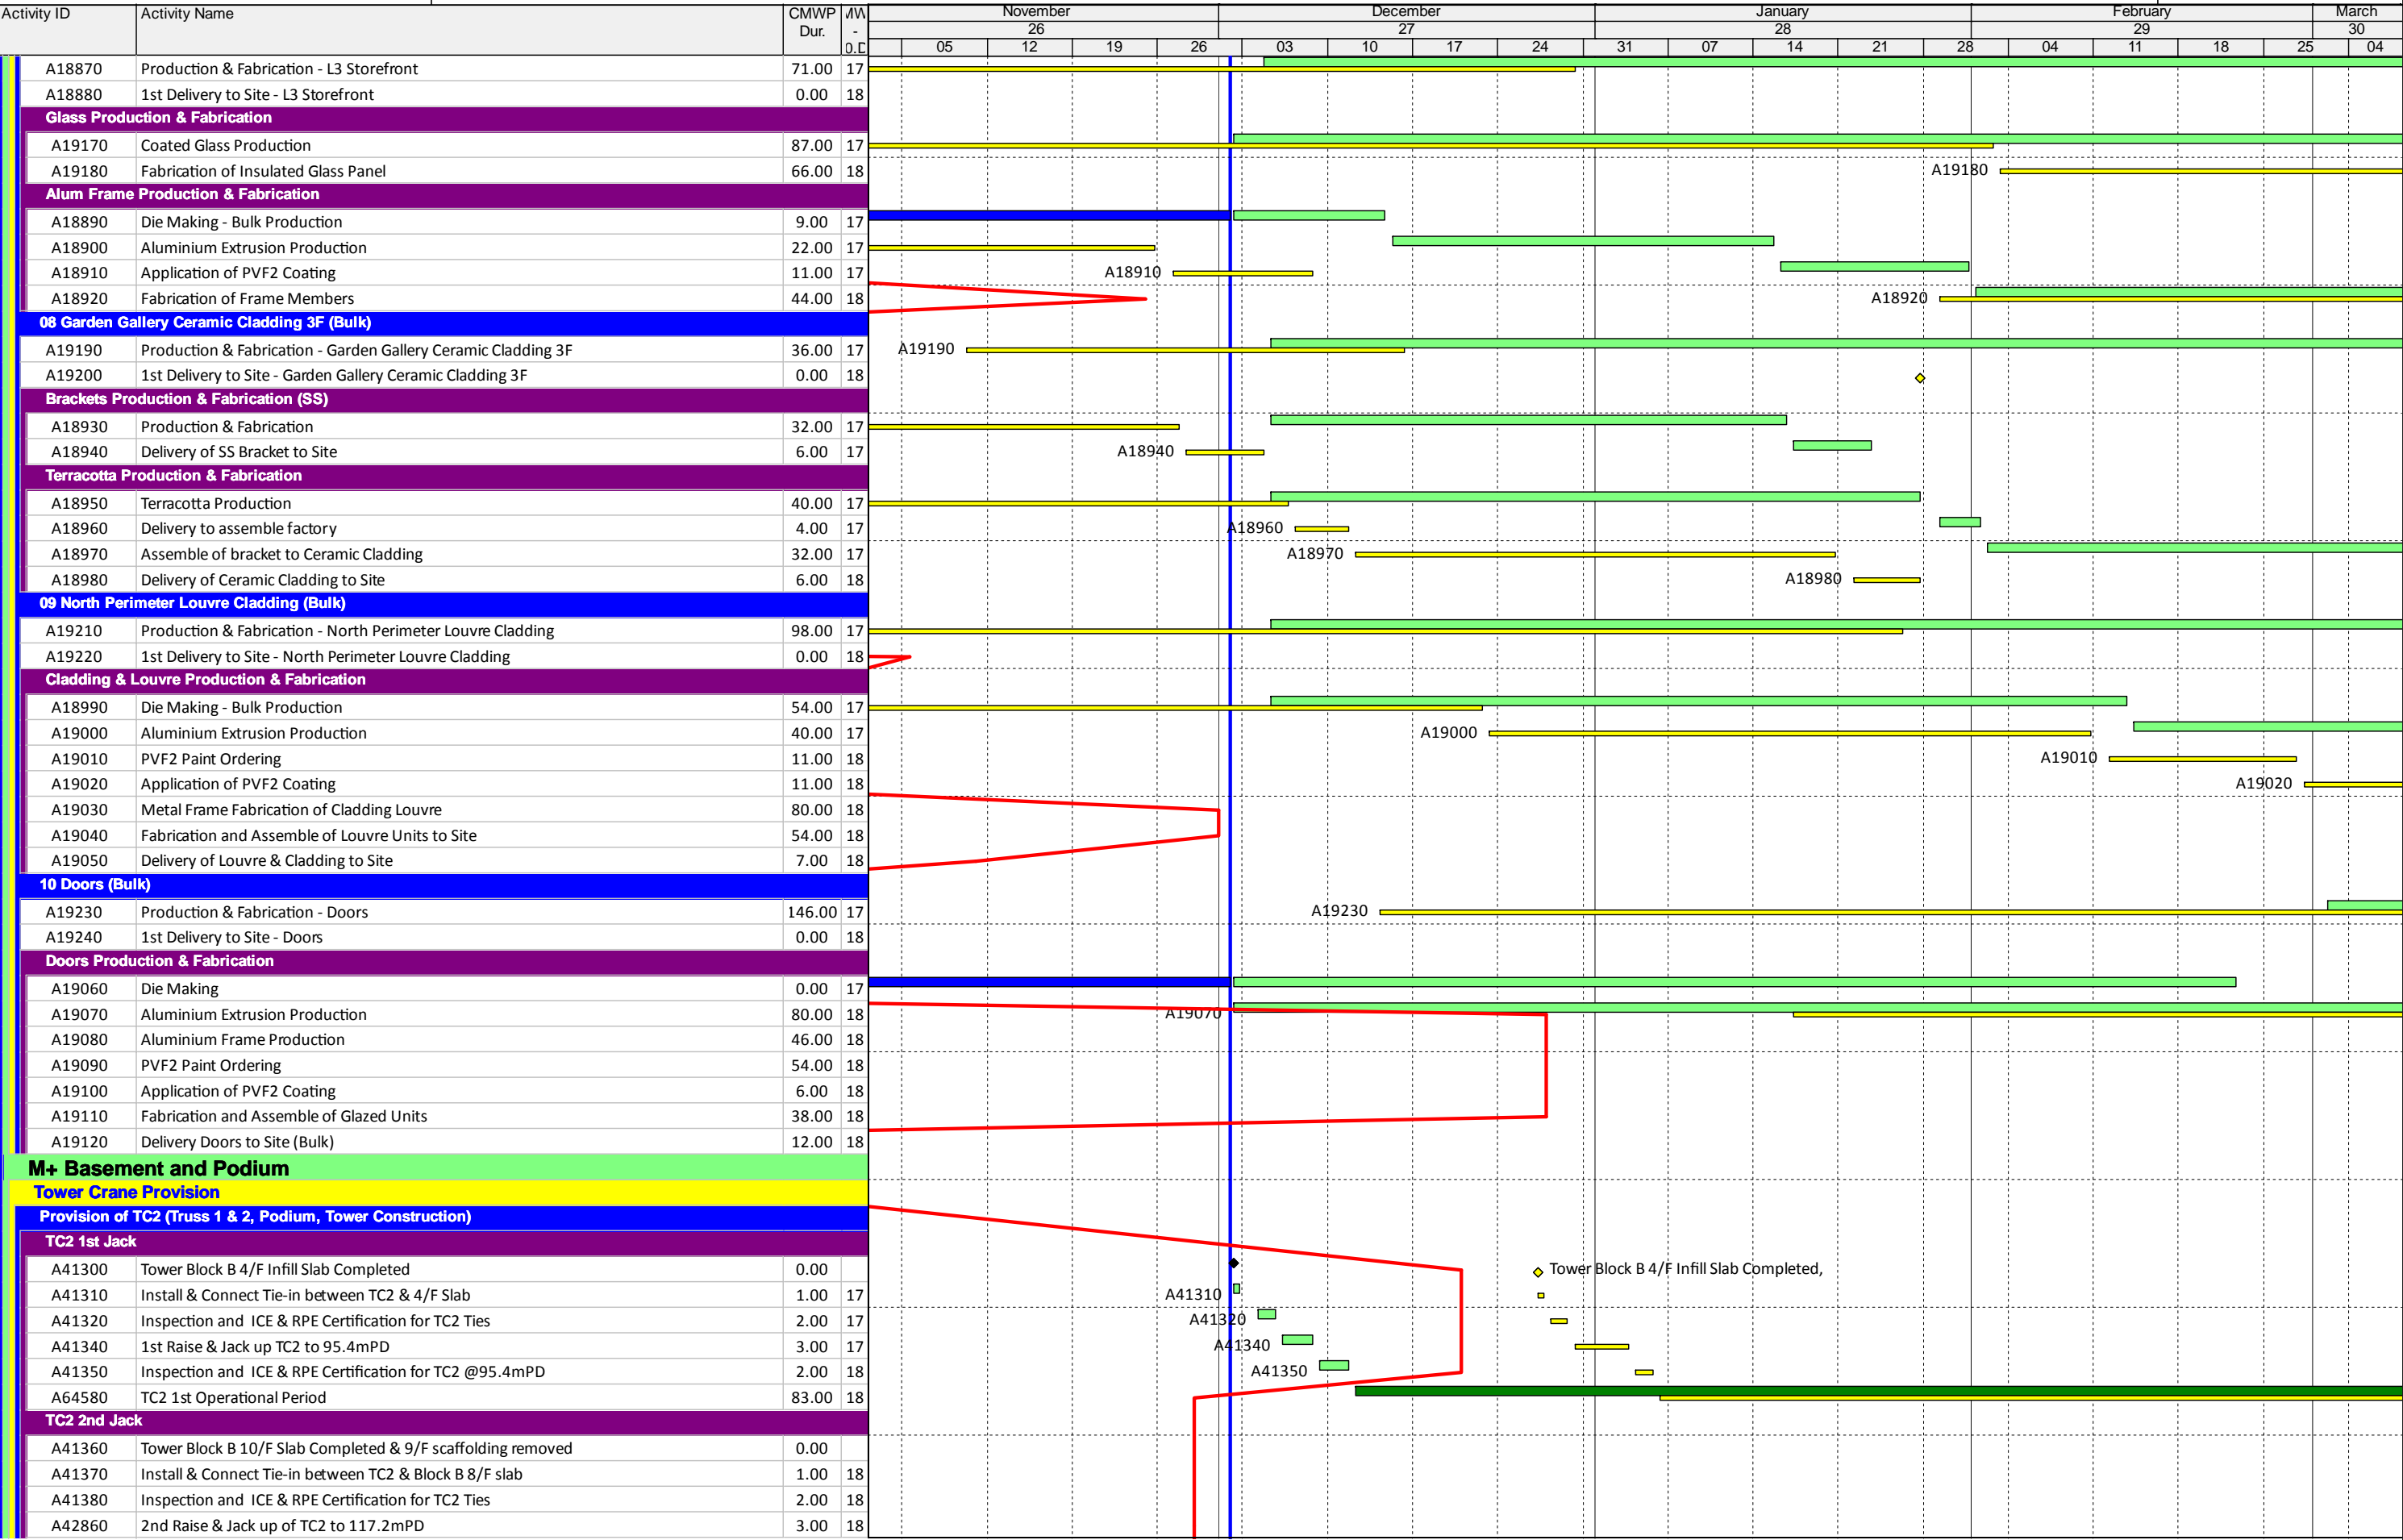 Activity ID Activity Name CMWP Dur. November December January February March
26 27 28 29 30
05 12 19 26 03 10 17 24 31 07 14 21 28 04 11 18 25 04
A18870 Production & Fabrication - L3 Storefront 71.00 17
A18880 1st Delivery to Site - L3 Storefront 0.00 18
Glass Production & Fabrication
A19170 Coated Glass Production 87.00 17
A19180 Fabrication of Insulated Glass Panel 66.00 18 A19180
Alum Frame Production & Fabrication
A18890 Die Making - Bulk Production 9.00 17
A18900 Aluminium Extrusion Production 22.00 17
A18910 Application of PVF2 Coating 11.00 17 A18910
A18920 Fabrication of Frame Members 44.00 18 A18920
08 Garden Gallery Ceramic Cladding 3F (Bulk)
A19190 Production & Fabrication - Garden Gallery Ceramic Cladding 3F 36.00 17 A19190
A19200 1st Delivery to Site - Garden Gallery Ceramic Cladding 3F 0.00 18
Brackets Production & Fabrication (SS)
A18930 Production & Fabrication 32.00 17
A18940 Delivery of SS Bracket to Site 6.00 17 A18940
Terracotta Production & Fabrication
A18950 Terracotta Production 40.00 17
A18960 Delivery to assemble factory 4.00 17 A18960
A18970 Assemble of bracket to Ceramic Cladding 32.00 17 A18970
A18980 Delivery of Ceramic Cladding to Site 6.00 18 A18980
09 North Perimeter Louvre Cladding (Bulk)
A19210 Production & Fabrication - North Perimeter Louvre Cladding 98.00 17
A19220 1st Delivery to Site - North Perimeter Louvre Cladding 0.00 18
Cladding & Louvre Production & Fabrication
A18990 Die Making - Bulk Production 54.00 17
A19000 Aluminium Extrusion Production 40.00 17 A19000
A19010 PVF2 Paint Ordering 11.00 18 A19010
A19020 Application of PVF2 Coating 11.00 18 A19020
A19030 Metal Frame Fabrication of Cladding Louvre 80.00 18
A19040 Fabrication and Assemble of Louvre Units to Site 54.00 18
A19050 Delivery of Louvre & Cladding to Site 7.00 18
10 Doors (Bulk)
A19230 Production & Fabrication - Doors 146.00 17 A19230
A19240 1st Delivery to Site - Doors 0.00 18
Doors Production & Fabrication
A19060 Die Making 0.00 17
A19070 Aluminium Extrusion Production 80.00 18 A19070
A19080 Aluminium Frame Production 46.00 18
A19090 PVF2 Paint Ordering 54.00 18
A19100 Application of PVF2 Coating 6.00 18
A19110 Fabrication and Assemble of Glazed Units 38.00 18
A19120 Delivery Doors to Site (Bulk) 12.00 18
M+ Basement and Podium
Tower Crane Provision
Provision of TC2 (Truss 1 & 2, Podium, Tower Construction)
TC2 1st Jack
A41300 Tower Block B 4/F Infill Slab Completed 0.00 Tower Block B 4/F Infill Slab Completed,
A41310 Install & Connect Tie-in between TC2 & 4/F Slab 1.00 17 A41310
A41320 Inspection and ICE & RPE Certification for TC2 Ties 2.00 17 A41320
A41340 1st Raise & Jack up TC2 to 95.4mPD 3.00 17 A41340
A41350 Inspection and ICE & RPE Certification for TC2 @95.4mPD 2.00 18 A41350
A64580 TC2 1st Operational Period 83.00 18
TC2 2nd Jack
A41360 Tower Block B 10/F Slab Completed & 9/F scaffolding removed 0.00
A41370 Install & Connect Tie-in between TC2 & Block B 8/F slab 1.00 18
A41380 Inspection and ICE & RPE Certification for TC2 Ties 2.00 18
A42860 2nd Raise & Jack up of TC2 to 117.2mPD 3.00 18